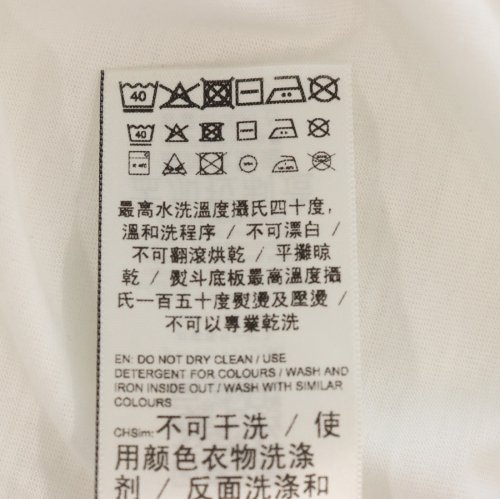 40
40
最高水洗溫度攝氏四十度,
溫和洗程序 / 不可漂白 /
不可翻滾烘乾 / 平攤晾
乾 / 熨斗底板最高溫度攝
氏一百五十度熨燙及壓燙 /
不可以專業乾洗
EN: DO NOT DRY CLEAN / USE
DETERGENT FOR COLOURS / WASH AND
IRON INSIDE OUT / WASH WITH SIMILAR
COLOURS
CHSim: 不可干洗 / 使
用颜色衣物洗涤
剂 / 反面洗涤和